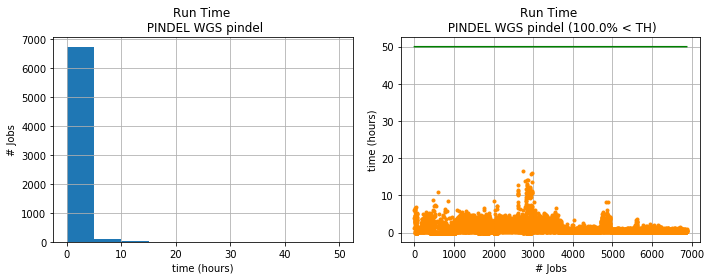 Run Time
PINDEL WGS pindel
7000
6000
5000
4000
3000
2000
1000
0
# Jobs
0 10 20 30 40 50
time (hours)
Run Time
PINDEL WGS pindel (100.0% < TH)
50
40
30
20
10
0
time (hours)
0 1000 2000 3000 4000 5000 6000 7000
# Jobs